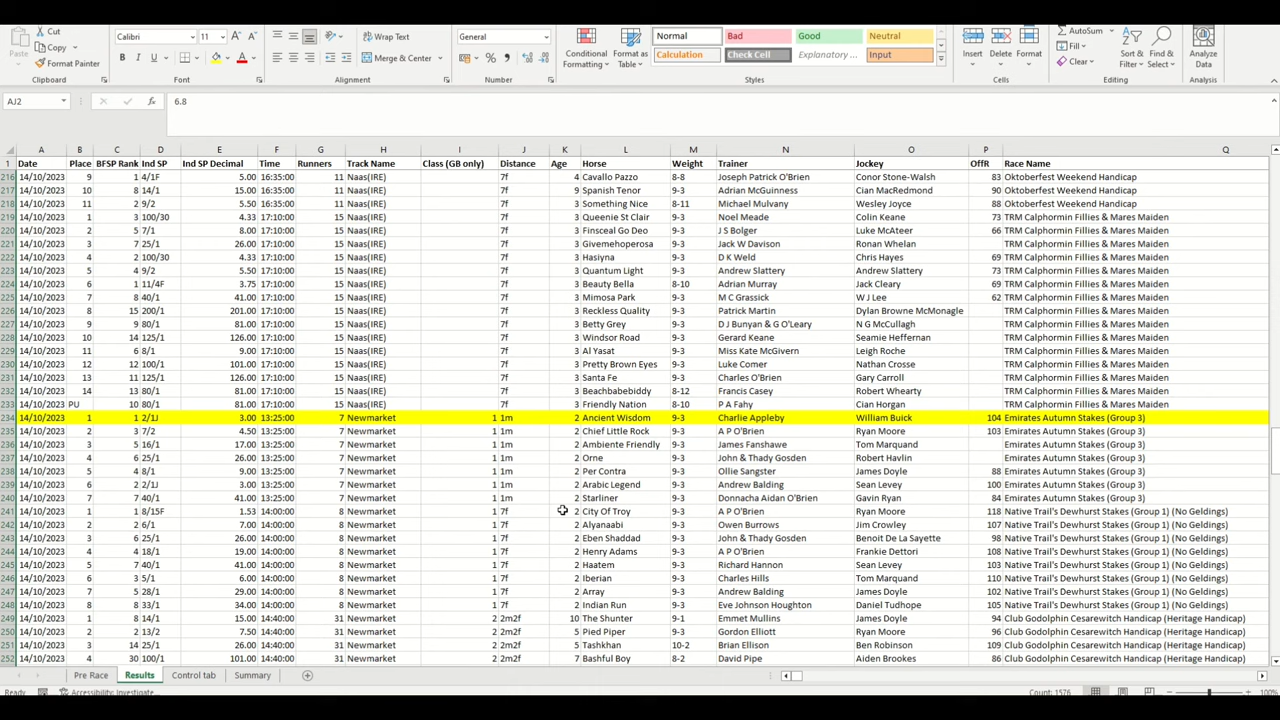 Cut Calibri 11 Wrap Text General Normal Bad Good Neutral AutoSum
Paste Copy Merge & Center Conditional Formatting Format as Table Calculation Check Cell Explanatory ... Input Insert Delete Format Fill Sort & Filter Find & Select Analyze Data
Format Painter Clear
Clipboard Font Alignment Number Styles Cells Editing Analysis
AJ2 fx 6.8
A B C D E F G H I J K L M N O P Q
1 Date Place BFSP Rank Ind SP Ind SP Decimal Time Runners Track Name Class (GB only) Distance Age Horse Weight Trainer Jockey OffR Race Name
216 14/10/2023 9 1 4/1F 5.00 16:35:00 11 Naas(IRE) 7f 4 Cavallo Pazzo 8-8 Joseph Patrick O'Brien Conor Stone-Walsh 83 Oktoberfest Weekend Handicap
217 14/10/2023 10 8 14/1 15.00 16:35:00 11 Naas(IRE) 7f 9 Spanish Tenor 9-3 Adrian McGuinness Cian MacRedmond 90 Oktoberfest Weekend Handicap
218 14/10/2023 11 2 9/2 5.50 16:35:00 11 Naas(IRE) 7f 3 Something Nice 8-11 Michael Mulvany Wesley Joyce 88 Oktoberfest Weekend Handicap
219 14/10/2023 1 3 100/30 4.33 17:10:00 15 Naas(IRE) 7f 3 Queenie St Clair 9-3 Noel Meade Colin Keane 73 TRM Calphormin Fillies & Mares Maiden
220 14/10/2023 2 5 7/1 8.00 17:10:00 15 Naas(IRE) 7f 3 Finsceal Go Deo 9-3 J S Bolger Luke McAteer 66 TRM Calphormin Fillies & Mares Maiden
221 14/10/2023 3 7 25/1 26.00 17:10:00 15 Naas(IRE) 7f 3 Givemehoperosa 9-3 Jack W Davison Ronan Whelan TRM Calphormin Fillies & Mares Maiden
222 14/10/2023 4 2 100/30 4.33 17:10:00 15 Naas(IRE) 7f 3 Hasiyna 9-3 D K Weld Chris Hayes 69 TRM Calphormin Fillies & Mares Maiden
223 14/10/2023 5 4 9/2 5.50 17:10:00 15 Naas(IRE) 7f 3 Quantum Light 9-3 Andrew Slattery Andrew Slattery 73 TRM Calphormin Fillies & Mares Maiden
224 14/10/2023 6 1 11/4F 3.75 17:10:00 15 Naas(IRE) 7f 3 Beauty Bella 8-10 Adrian Murray Jack Cleary 69 TRM Calphormin Fillies & Mares Maiden
225 14/10/2023 7 8 40/1 41.00 17:10:00 15 Naas(IRE) 7f 3 Mimosa Park 9-3 M C Grassick W J Lee 62 TRM Calphormin Fillies & Mares Maiden
226 14/10/2023 8 15 200/1 201.00 17:10:00 15 Naas(IRE) 7f 3 Reckless Quality 9-3 Patrick Martin Dylan Browne McMonagle TRM Calphormin Fillies & Mares Maiden
227 14/10/2023 9 9 80/1 81.00 17:10:00 15 Naas(IRE) 7f 3 Betty Grey 9-3 D J Bunyan & G O'Leary N G McCullagh TRM Calphormin Fillies & Mares Maiden
228 14/10/2023 10 14 125/1 126.00 17:10:00 15 Naas(IRE) 7f 3 Windsor Road 9-3 Gerard Keane Seamie Heffernan TRM Calphormin Fillies & Mares Maiden
229 14/10/2023 11 6 8/1 9.00 17:10:00 15 Naas(IRE) 7f 3 Al Yasat 9-3 Miss Kate McGivern Leigh Roche TRM Calphormin Fillies & Mares Maiden
230 14/10/2023 12 12 100/1 101.00 17:10:00 15 Naas(IRE) 7f 3 Pretty Brown Eyes 9-3 Luke Comer Nathan Crosse TRM Calphormin Fillies & Mares Maiden
231 14/10/2023 13 11 125/1 126.00 17:10:00 15 Naas(IRE) 7f 3 Santa Fe 9-3 Charles O'Brien Gary Carroll TRM Calphormin Fillies & Mares Maiden
232 14/10/2023 14 13 80/1 81.00 17:10:00 15 Naas(IRE) 7f 3 Beachbabebiddy 8-12 Francis Casey Robert Whearty TRM Calphormin Fillies & Mares Maiden
233 14/10/2023 PU 10 80/1 81.00 17:10:00 15 Naas(IRE) 7f 3 Friendly Nation 8-10 P A Fahy Cian Horgan TRM Calphormin Fillies & Mares Maiden
234 14/10/2023 1 1 2/1J 3.00 13:25:00 7 Newmarket 1 1m 2 Ancient Wisdom 9-3 Charlie Appleby William Buick 104 Emirates Autumn Stakes (Group 3)
235 14/10/2023 2 3 7/2 4.50 13:25:00 7 Newmarket 1 1m 2 Chief Little Rock 9-3 A P O'Brien Ryan Moore 103 Emirates Autumn Stakes (Group 3)
236 14/10/2023 3 5 16/1 17.00 13:25:00 7 Newmarket 1 1m 2 Ambiente Friendly 9-3 James Fanshawe Tom Marquand Emirates Autumn Stakes (Group 3)
237 14/10/2023 4 6 25/1 26.00 13:25:00 7 Newmarket 1 1m 2 Orne 9-3 John & Thady Gosden Robert Havlin Emirates Autumn Stakes (Group 3)
238 14/10/2023 5 4 8/1 9.00 13:25:00 7 Newmarket 1 1m 2 Per Contra 9-3 Ollie Sangster James Doyle 88 Emirates Autumn Stakes (Group 3)
239 14/10/2023 6 2 2/1J 3.00 13:25:00 7 Newmarket 1 1m 2 Arabic Legend 9-3 Andrew Balding James Doyle 100 Emirates Autumn Stakes (Group 3)
240 14/10/2023 7 7 40/1 41.00 13:25:00 7 Newmarket 1 1m 2 Starliner 9-3 Donnacha Aidan O'Brien Gavin Ryan 84 Emirates Autumn Stakes (Group 3)
241 14/10/2023 1 1 8/15F 1.53 14:00:00 8 Newmarket 1 7f 2 City Of Troy 9-3 A P O'Brien Ryan Moore 118 Native Trail's Dewhurst Stakes (Group 1) (No Geldings)
242 14/10/2023 2 2 6/1 7.00 14:00:00 8 Newmarket 1 7f 2 Alyanaabi 9-3 Owen Burrows Jim Crowley 107 Native Trail's Dewhurst Stakes (Group 1) (No Geldings)
243 14/10/2023 3 6 25/1 26.00 14:00:00 8 Newmarket 1 7f 2 Eben Shaddad 9-3 John & Thady Gosden Benoit De La Sayette 98 Native Trail's Dewhurst Stakes (Group 1) (No Geldings)
244 14/10/2023 4 4 18/1 19.00 14:00:00 8 Newmarket 1 7f 2 Henry Adams 9-3 A P O'Brien Frankie Dettori 108 Native Trail's Dewhurst Stakes (Group 1) (No Geldings)
245 14/10/2023 5 7 40/1 41.00 14:00:00 8 Newmarket 1 7f 2 Haatem 9-3 Richard Hannon Sean Levey 108 Native Trail's Dewhurst Stakes (Group 1) (No Geldings)
246 14/10/2023 6 3 5/1 6.00 14:00:00 8 Newmarket 1 7f 2 Iberian 9-3 Charles Hills Tom Marquand 110 Native Trail's Dewhurst Stakes (Group 1) (No Geldings)
247 14/10/2023 7 5 28/1 29.00 14:00:00 8 Newmarket 1 7f 2 Array 9-3 Andrew Balding James Doyle 102 Native Trail's Dewhurst Stakes (Group 1) (No Geldings)
248 14/10/2023 8 8 33/1 34.00 14:00:00 8 Newmarket 1 7f 2 Indian Run 9-3 Eve Johnson Houghton Daniel Tudhope 105 Native Trail's Dewhurst Stakes (Group 1) (No Geldings)
249 14/10/2023 1 8 14/1 15.00 14:40:00 31 Newmarket 2 2m2f 10 The Shunter 9-1 Emmet Mullins James Doyle 94 Club Godolphin Cesarewitch Handicap (Heritage Handicap)
250 14/10/2023 2 2 13/2 7.50 14:40:00 31 Newmarket 2 2m2f 5 Pied Piper 9-3 Gordon Elliott Ryan Moore 96 Club Godolphin Cesarewitch Handicap (Heritage Handicap)
251 14/10/2023 3 14 25/1 26.00 14:40:00 31 Newmarket 2 2m2f 5 Tashkhan 10-2 Brian Ellison Ben Robinson 109 Club Godolphin Cesarewitch Handicap (Heritage Handicap)
252 14/10/2023 4 30 100/1 101.00 14:40:00 31 Newmarket 2 2m2f 7 Bashful Boy 8-2 David Pipe Aiden Brookes 86 Club Godolphin Cesarewitch Handicap (Heritage Handicap)
Pre Race Results Control tab Summary
Ready Accessibility: Investigate Count: 1576 100%